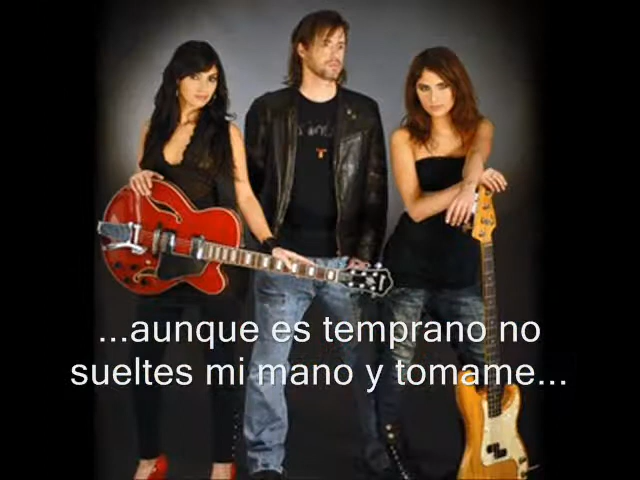 ...aunque es temprano no
sueltes mi mano y tomame...